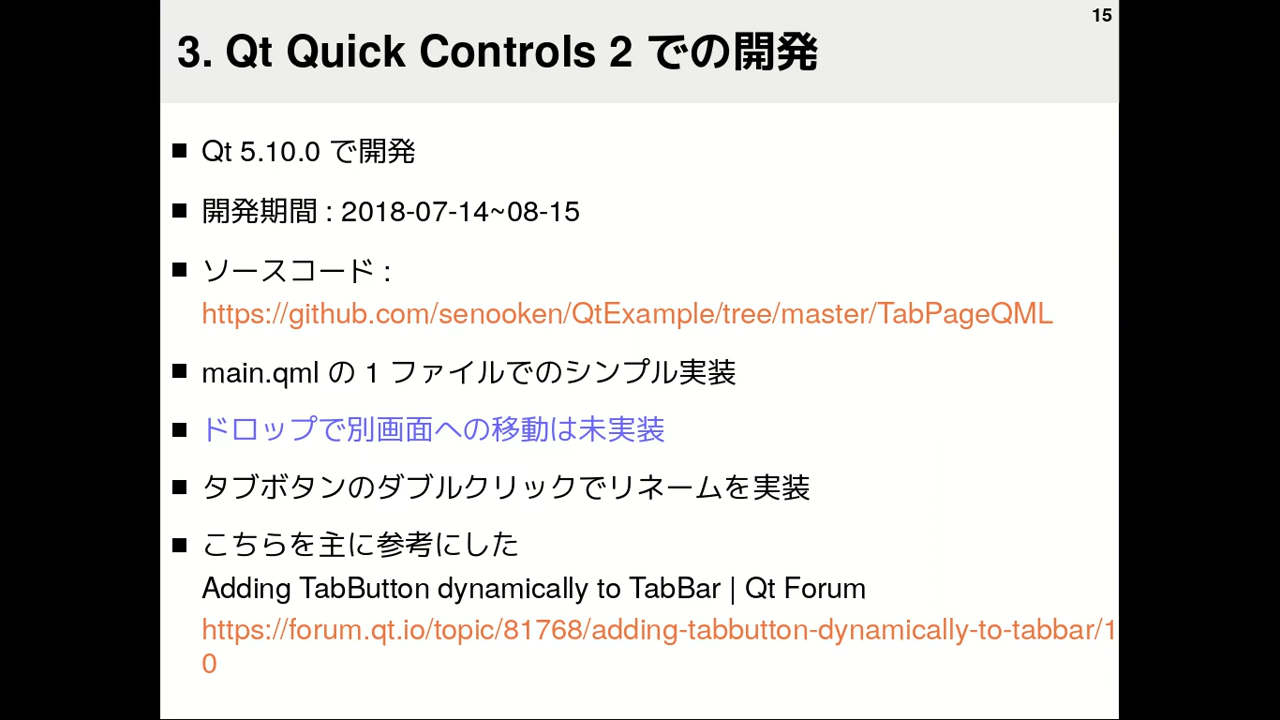 15
3. Qt Quick Controls 2 での開発
■ Qt 5.10.0 で開発
■ 開発期間 : 2018-07-14~08-15
■ ソースコード :
https://github.com/senooken/QtExample/tree/master/TabPageQML
■ main.qml の 1 ファイルでのシンプル実装
■ ドロップで別画面への移動は未実装
■ タブボタンのダブルクリックでリネームを実装
■ こちらを主に参考にした
Adding TabButton dynamically to TabBar | Qt Forum
https://forum.qt.io/topic/81768/adding-tabbutton-dynamically-to-tabbar/1
0